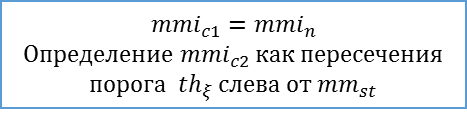 mmi_{c1} = mmi_n
Определение mmi_{c2} как пересечения
порога th_ξ слева от mm_{st}